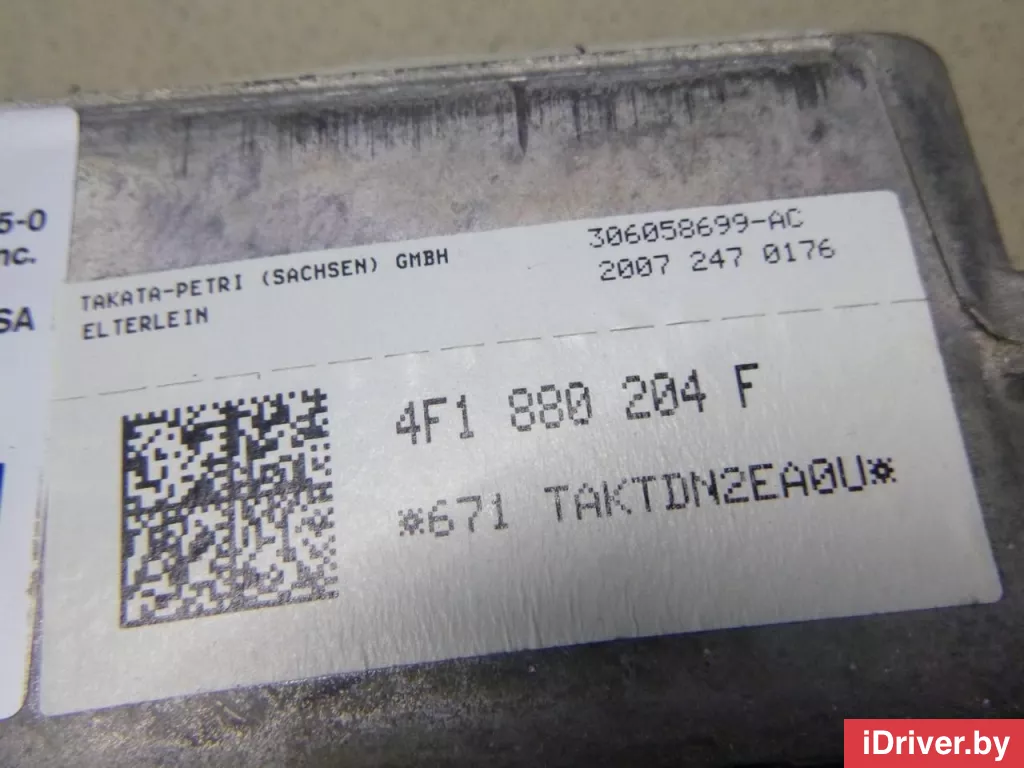 5-0
nc.
SA
TAKATA-PETRI (SACHSEN) GMBH
ELTERLEIN
306058699-AC
2007 247 0176
4F1 880 204 F
*671 TAKTDN2EA0U*
iDriver.by